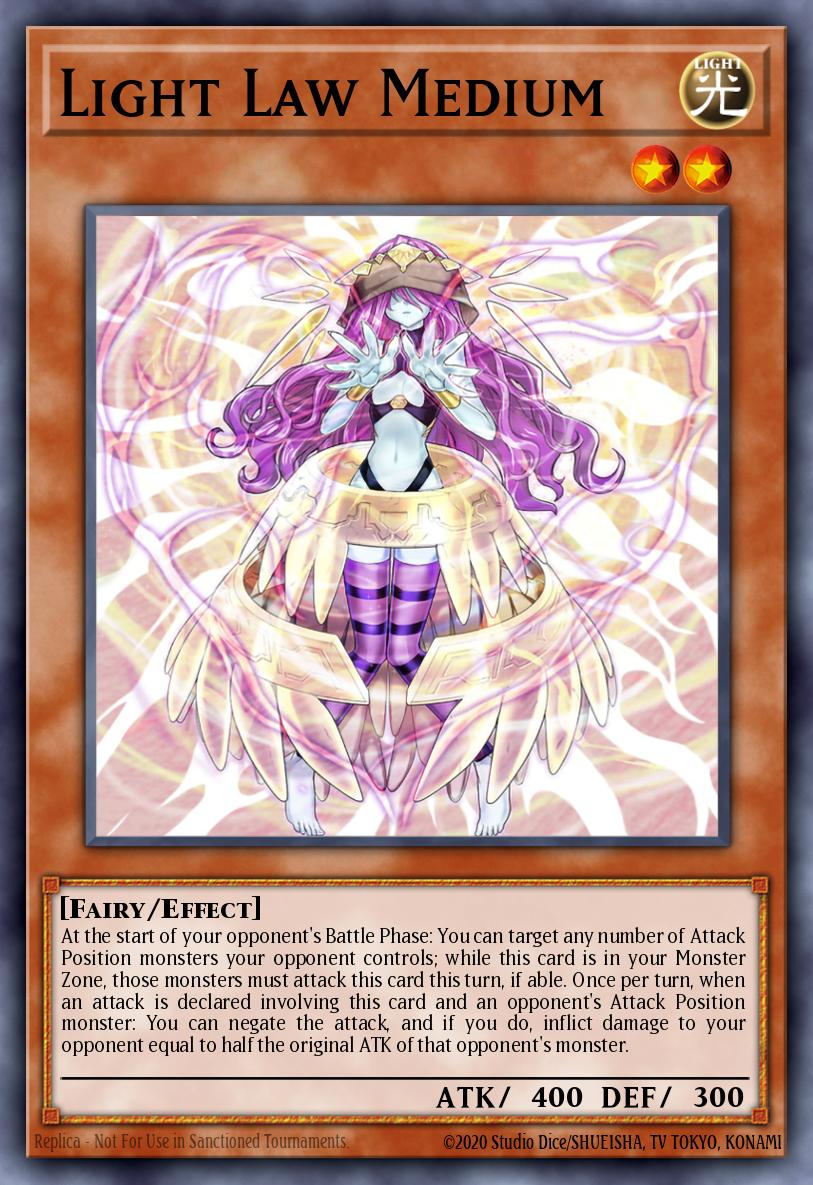 Light Law Medium
LIGHT
光
[Fairy/Effect]
At the start of your opponent's Battle Phase: You can target any number of Attack
Position monsters your opponent controls; while this card is in your Monster
Zone, those monsters must attack this card this turn, if able. Once per turn, when
an attack is declared involving this card and an opponent's Attack Position
monster: You can negate the attack, and if you do, inflict damage to your
opponent equal to half the original ATK of that opponent's monster.
ATK/ 400 DEF/ 300
Replica - Not For Use in Sanctioned Tournaments.
©2020 Studio Dice/SHUEISHA, TV TOKYO, KONAMI